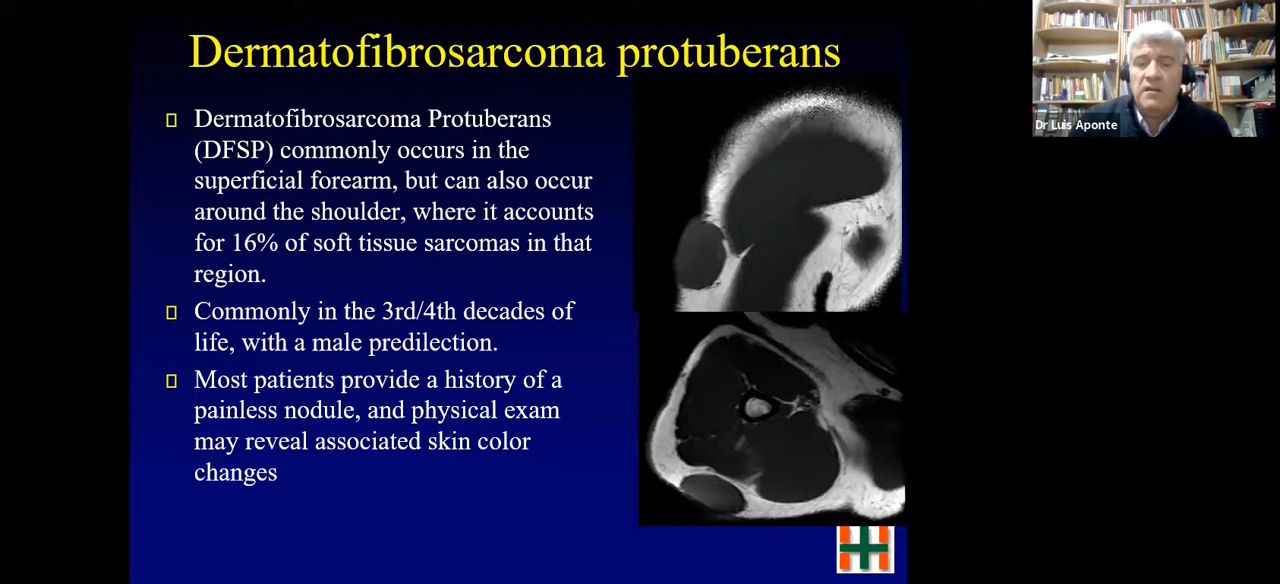 Dermatofibrosarcoma protuberans
Dermatofibrosarcoma Protuberans
(DFSP) commonly occurs in the
superficial forearm, but can also occur
around the shoulder, where it accounts
for 16% of soft tissue sarcomas in that
region.
Commonly in the 3rd/4th decades of
life, with a male predilection.
Most patients provide a history of a
painless nodule, and physical exam
may reveal associated skin color
changes
Dr Luis Aponte